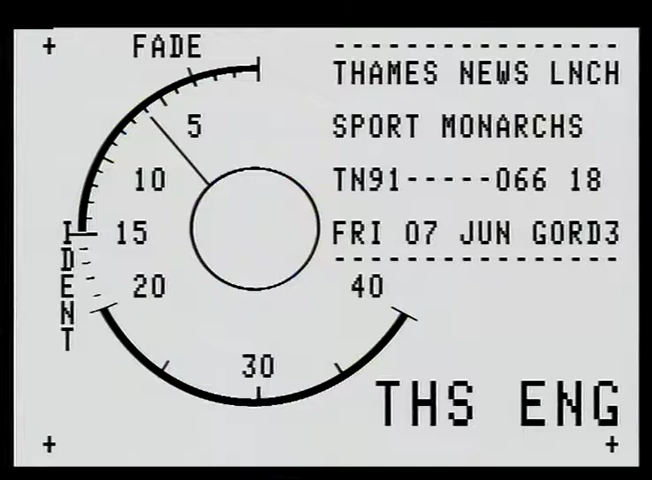 FADE
THAMES NEWS LNCH
SPORT MONARCHS
TN91-----066 18
FRI 07 JUN GORD3
5
10
15
20
30
40
IDENT
THS ENG